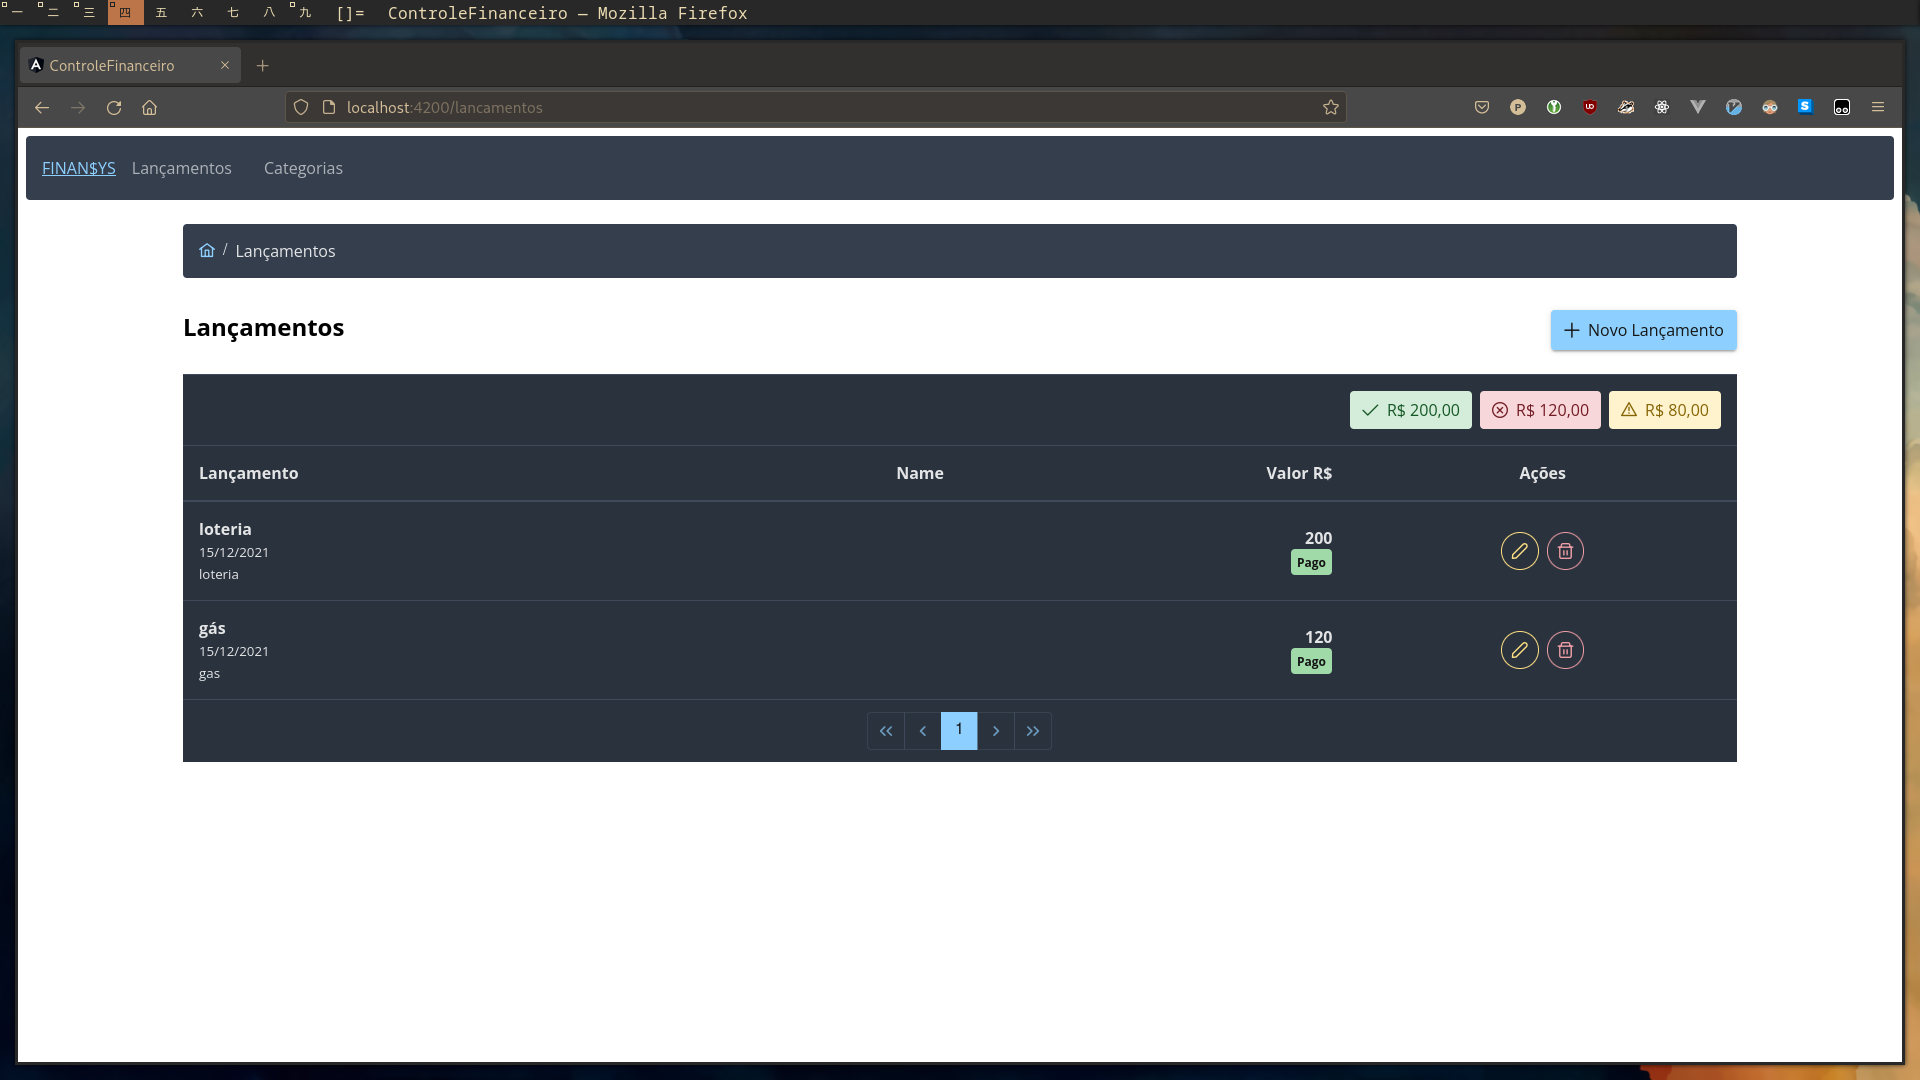 一 二 三 四 五 六 七 八 九 []= ControleFinanceiro — Mozilla Firefox
ControleFinanceiro
localhost:4200/lancamentos
FINAN$YS Lançamentos Categorias
/ Lançamentos
Lançamentos
Novo Lançamento
R$ 200,00 R$ 120,00 R$ 80,00
Lançamento Name Valor R$ Ações
loteria
15/12/2021
loteria
200
Pago
gás
15/12/2021
gas
120
Pago
1